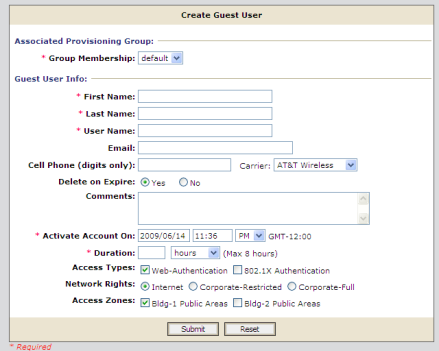 Create Guest User
Associated Provisioning Group:
* Group Membership: default
Guest User Info:
* First Name:
* Last Name:
* User Name:
Email:
Cell Phone (digits only): Carrier: AT&T Wireless
Delete on Expire: Yes No
Comments:
* Activate Account On: 2009/06/14 11:36 PM GMT-12:00
* Duration: hours (Max 8 hours)
Access Types: Web-Authentication 802.1X Authentication
Network Rights: Internet Corporate-Restricted Corporate-Full
Access Zones: Bldg-1 Public Areas Bldg-2 Public Areas
Submit Reset
* Required